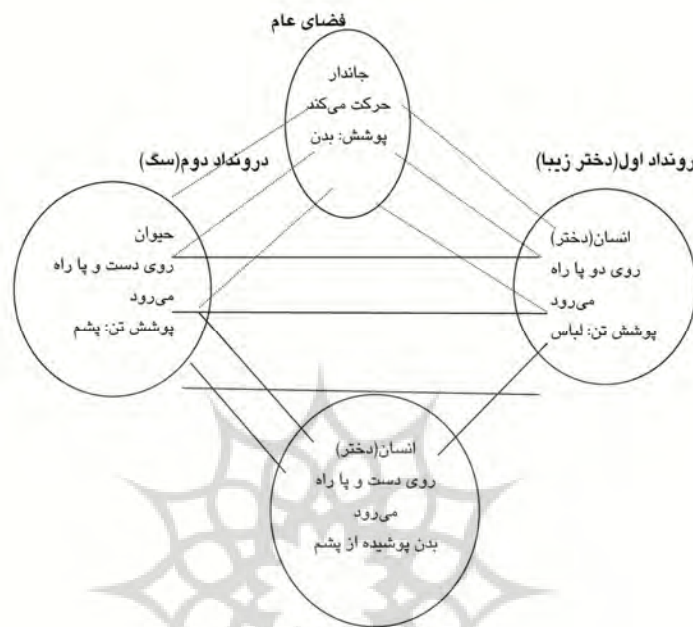 فضای عام
جاندار
حرکت می‌کند
پوشش: بدن
رونداد اول(دختر زیبا)
انسان(دختر)
روی دو پا راه
می‌رود
پوشش تن: لباس
درونداد دوم(سگ)
حیوان
روی دست و پا راه
می‌رود
پوشش تن: پشم
انسان(دختر)
روی دست و پا راه
می‌رود
بدن پوشیده از پشم